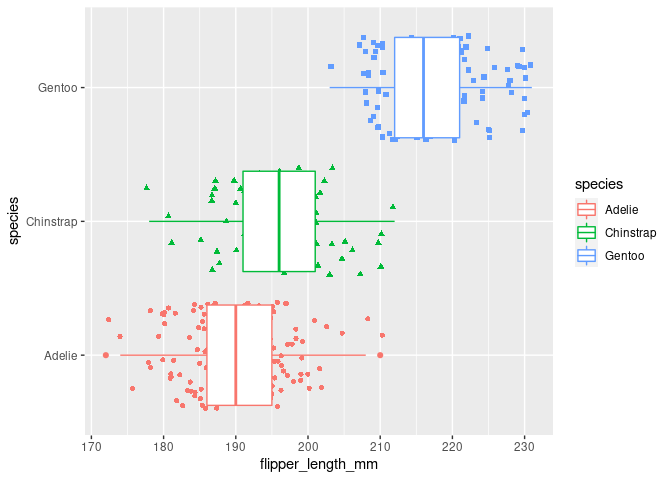 Gentoo
Chinstrap
Adelie
species
170 180 190 200 210 220 230
flipper_length_mm
species
Adelie
Chinstrap
Gentoo